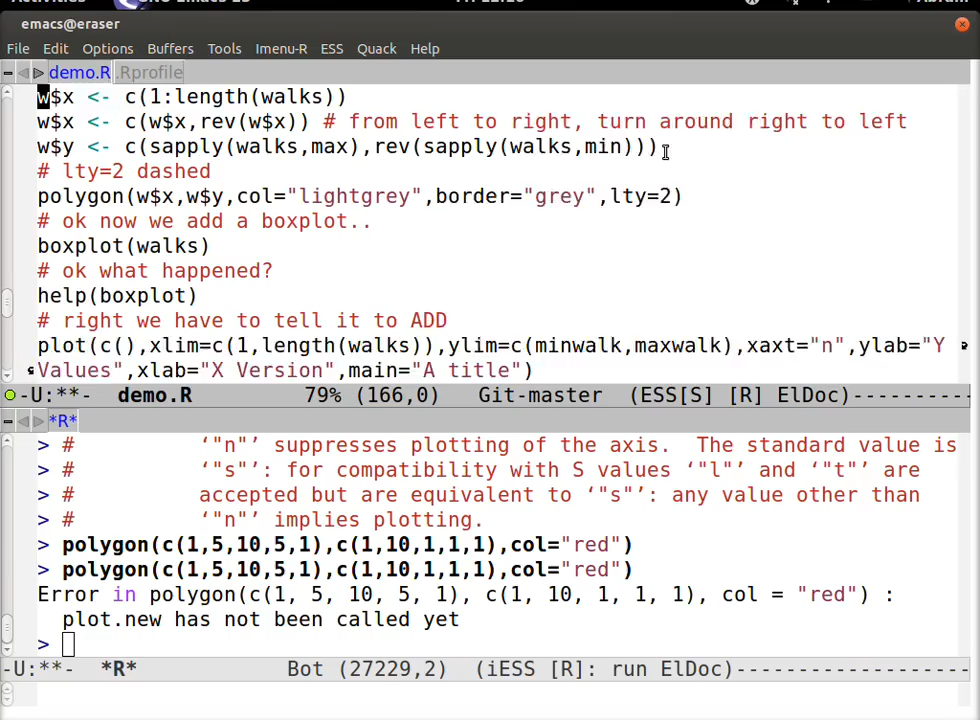 emacs@eraser
File Edit Options Buffers Tools Imenu-R ESS Quack Help
demo.R .Rprofile
w$x <- c(1:length(walks))
w$x <- c(w$x,rev(w$x)) # from left to right, turn around right to left
w$y <- c(sapply(walks,max),rev(sapply(walks,min)))
# lty=2 dashed
polygon(w$x,w$y,col="lightgrey",border="grey",lty=2)
# ok now we add a boxplot..
boxplot(walks)
# ok what happened?
help(boxplot)
# right we have to tell it to ADD
plot(c(),xlim=c(1,length(walks)),ylim=c(minwalk,maxwalk),xaxt="n",ylab="Y
Values",xlab="X Version",main="A title")
-U:**- demo.R 79% (166,0) Git-master (ESS[S] [R] ElDoc)----------
*R*
> # ‘"n"’ suppresses plotting of the axis. The standard value is
> # ‘"s"’: for compatibility with S values ‘"l"’ and ‘"t"’ are
> # accepted but are equivalent to ‘"s"’: any value other than
> # ‘"n"’ implies plotting.
> polygon(c(1,5,10,5,1),c(1,10,1,1,1),col="red")
> polygon(c(1,5,10,5,1),c(1,10,1,1,1),col="red")
Error in polygon(c(1, 5, 10, 5, 1), c(1, 10, 1, 1, 1), col = "red") :
plot.new has not been called yet
>
-U:**- *R* Bot (27229,2) (iESS [R]: run ElDoc)-------------------